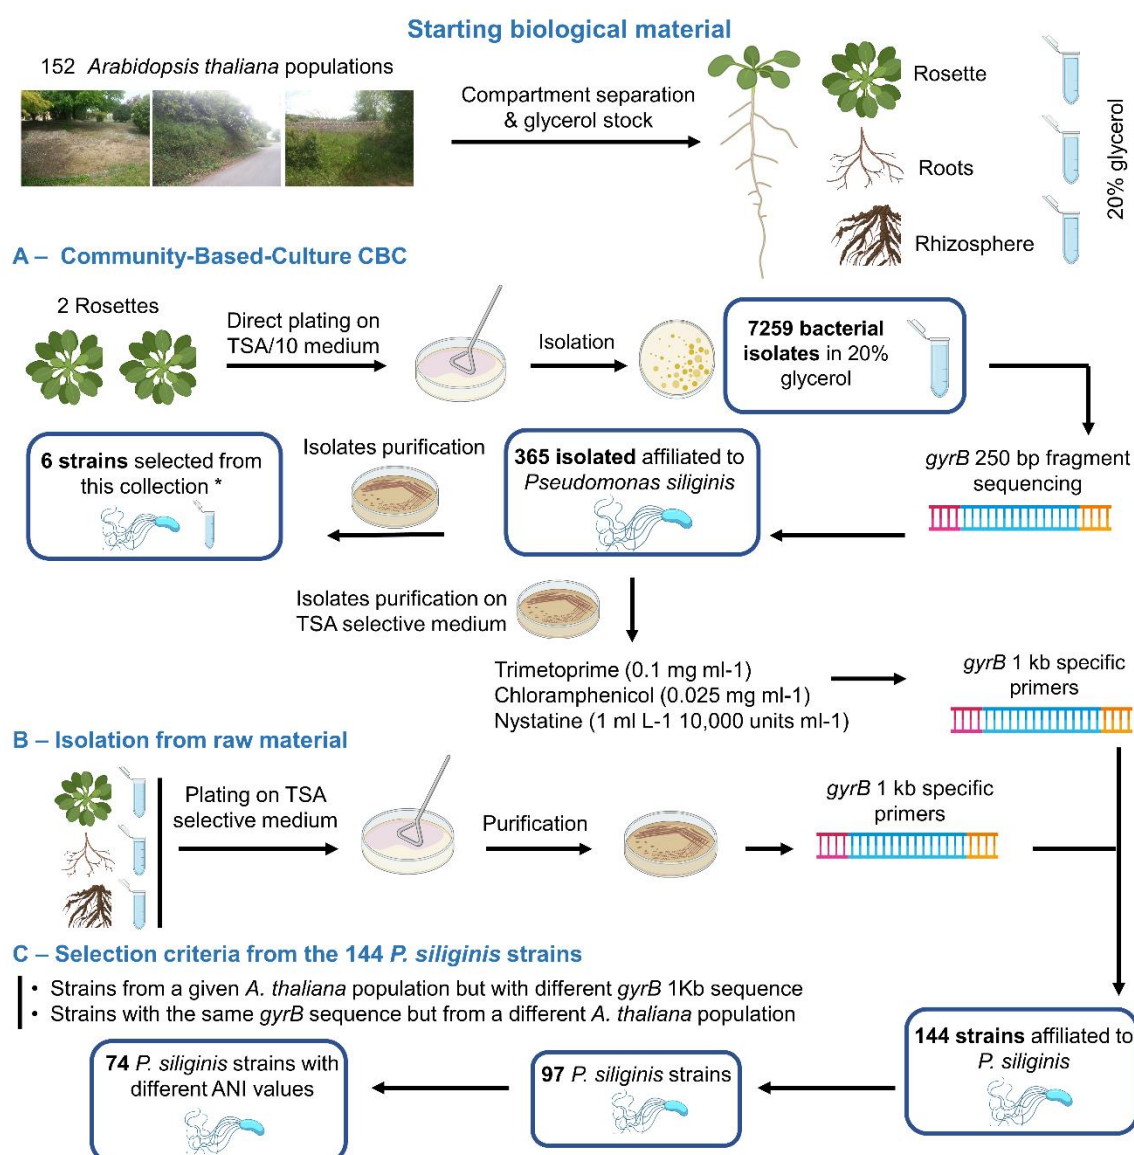 Starting biological material
152 Arabidopsis thaliana populations
Compartment separation
& glycerol stock
Rosette
Roots
Rhizosphere
20% glycerol
A – Community-Based-Culture CBC
2 Rosettes
Direct plating on
TSA/10 medium
Isolation
7259 bacterial
isolates in 20%
glycerol
gyrB 250 bp fragment
sequencing
365 isolated affiliated to
Pseudomonas siliginis
Isolates purification
6 strains selected from
this collection *
Isolates purification on
TSA selective medium
Trimetoprime (0.1 mg ml-1)
Chloramphenicol (0.025 mg ml-1)
Nystatine (1 ml L-1 10,000 units ml-1)
gyrB 1 kb specific
primers
B – Isolation from raw material
Plating on TSA
selective medium
Purification
gyrB 1 kb specific
primers
C – Selection criteria from the 144 P. siliginis strains
• Strains from a given A. thaliana population but with different gyrB 1Kb sequence
• Strains with the same gyrB sequence but from a different A. thaliana population
144 strains affiliated to
P. siliginis
97 P. siliginis strains
74 P. siliginis strains with
different ANI values